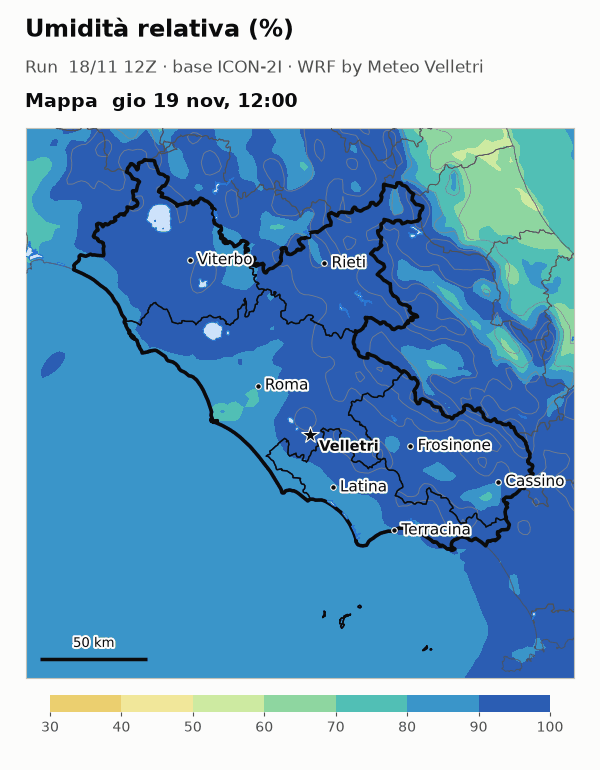 Umidità relativa (%)
Run  18/11 12Z · base ICON-2I · WRF by Meteo Velletri
Mappa  gio 19 nov, 12:00
Viterbo
Rieti
Roma
Velletri
Frosinone
Cassino
Latina
Terracina
50 km
30 40 50 60 70 80 90 100